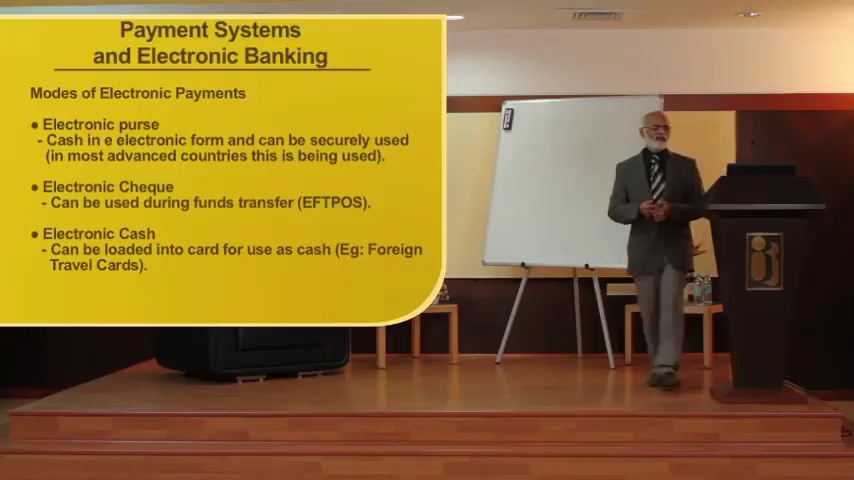 Payment Systems
and Electronic Banking
Modes of Electronic Payments
● Electronic purse
- Cash in e electronic form and can be securely used
(in most advanced countries this is being used).
● Electronic Cheque
- Can be used during funds transfer (EFTPOS).
● Electronic Cash
- Can be loaded into card for use as cash (Eg: Foreign
Travel Cards).